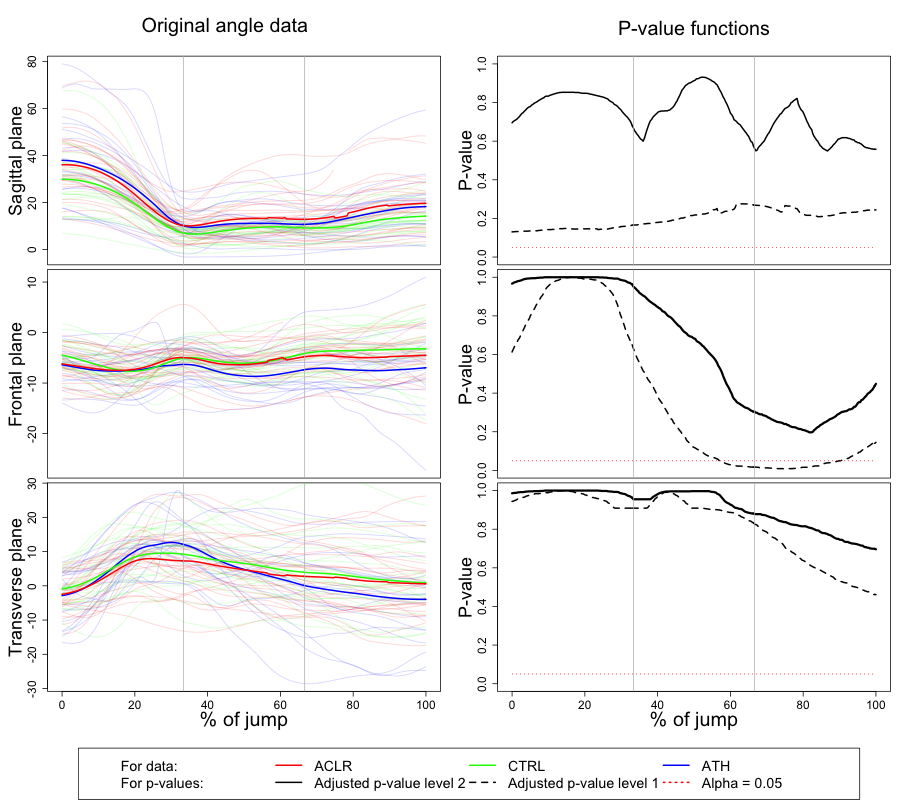 Original angle data
P-value functions
Sagittal plane
0 20 40 60 80
P-value
0.0 0.2 0.4 0.6 0.8 1.0
Frontal plane
-20 -10 0 10
P-value
0.0 0.2 0.4 0.6 0.8 1.0
Transverse plane
-30 -20 -10 0 10 20 30
P-value
0.0 0.2 0.4 0.6 0.8 1.0
0 20 40 60 80 100
% of jump
0 20 40 60 80 100
% of jump
For data: ACLR CTRL ATH
For p-values: Adjusted p-value level 2 Adjusted p-value level 1 Alpha = 0.05